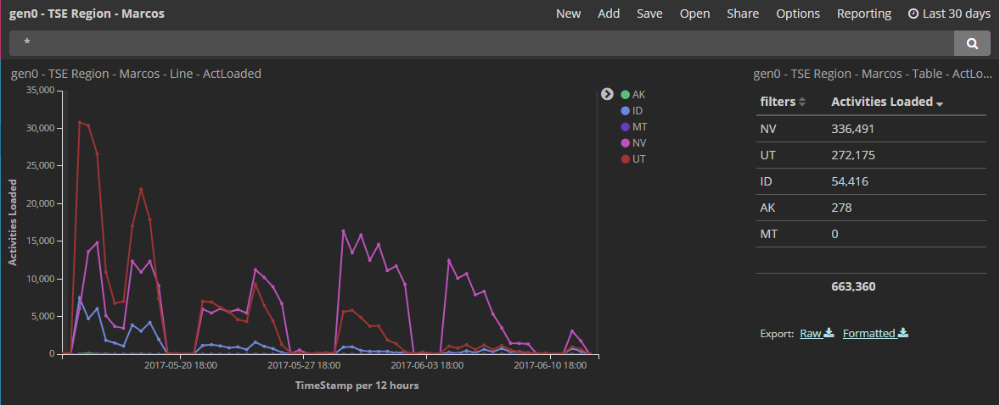 gen0 - TSE Region - Marcos New Add Save Open Share Options Reporting Last 30 days
*
gen0 - TSE Region - Marcos - Line - ActLoaded
35,000
30,000
25,000
20,000
15,000
10,000
5,000
0
Activities Loaded
2017-05-20 18:00 2017-05-27 18:00 2017-06-03 18:00 2017-06-10 18:00
TimeStamp per 12 hours
AK
ID
MT
NV
UT
gen0 - TSE Region - Marcos - Table - ActLo...
filters Activities Loaded
NV 336,491
UT 272,175
ID 54,416
AK 278
MT 0
663,360
Export: Raw Formatted